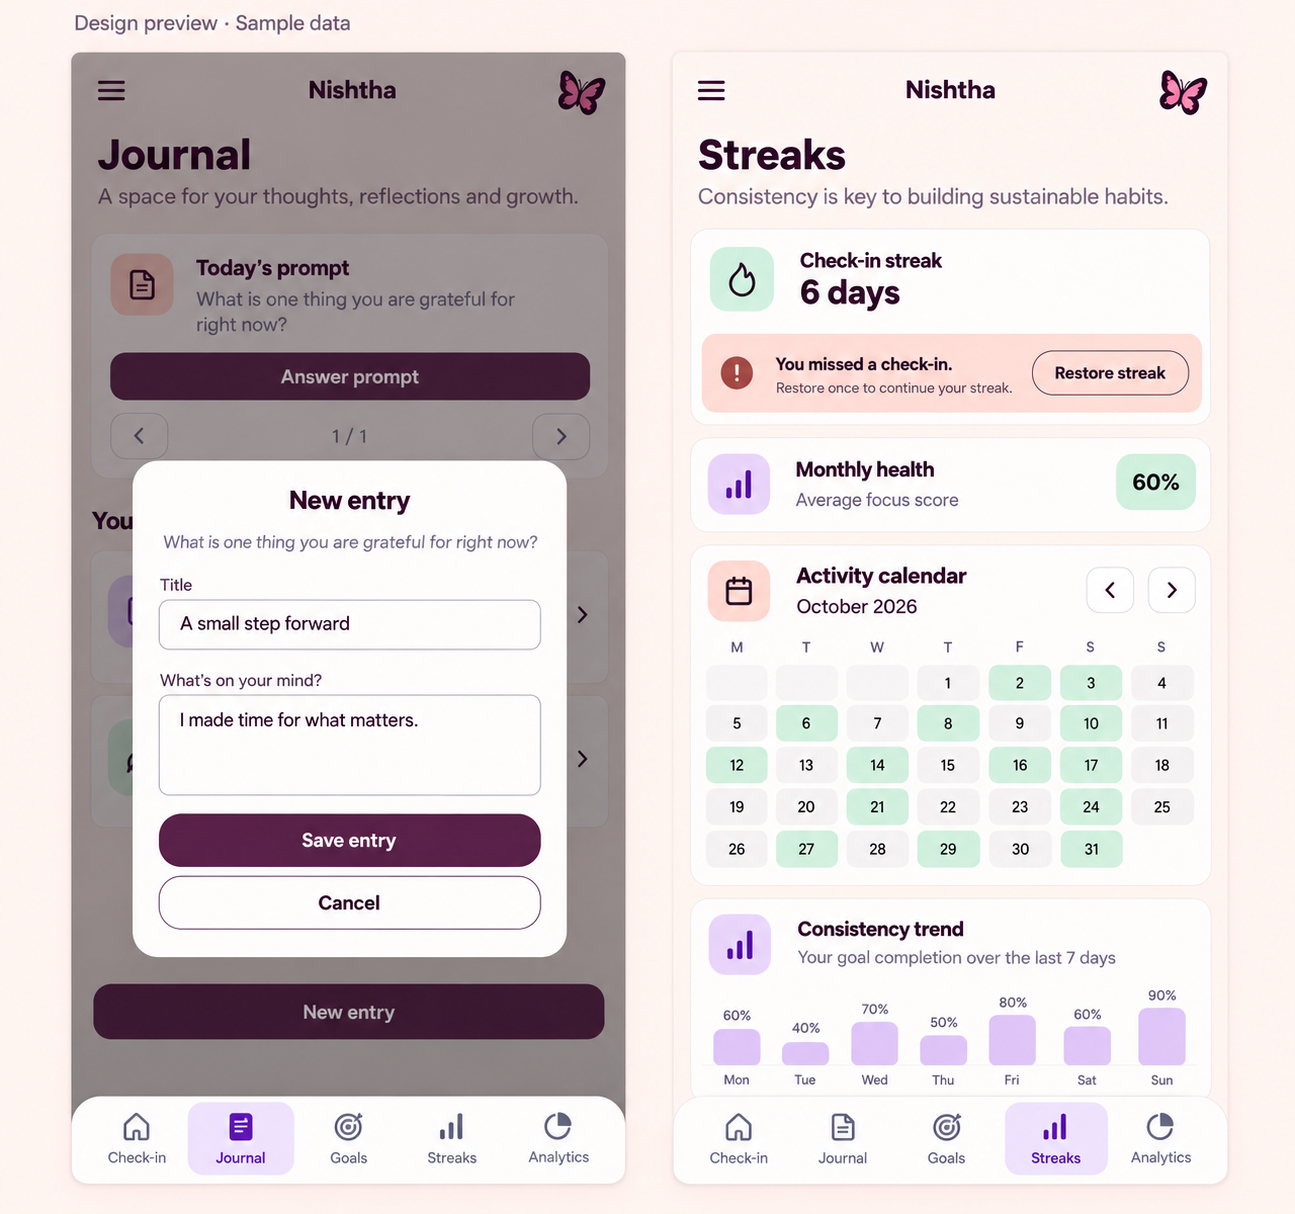 Design preview · Sample data
Nishtha
Journal
A space for your thoughts, reflections and growth.
Today's prompt
What is one thing you are grateful for
right now?
Answer prompt
1 / 1
You
New entry
What is one thing you are grateful for right now?
Title
A small step forward
What's on your mind?
I made time for what matters.
Save entry
Cancel
New entry
Check-in Journal Goals Streaks Analytics
Nishtha
Streaks
Consistency is key to building sustainable habits.
Check-in streak
6 days
You missed a check-in.
Restore once to continue your streak.
Restore streak
Monthly health
Average focus score
60%
Activity calendar
October 2026
M T W T F S S
1 2 3 4
5 6 7 8 9 10 11
12 13 14 15 16 17 18
19 20 21 22 23 24 25
26 27 28 29 30 31
Consistency trend
Your goal completion over the last 7 days
60% 40% 70% 50% 80% 60% 90%
Mon Tue Wed Thu Fri Sat Sun
Check-in Journal Goals Streaks Analytics